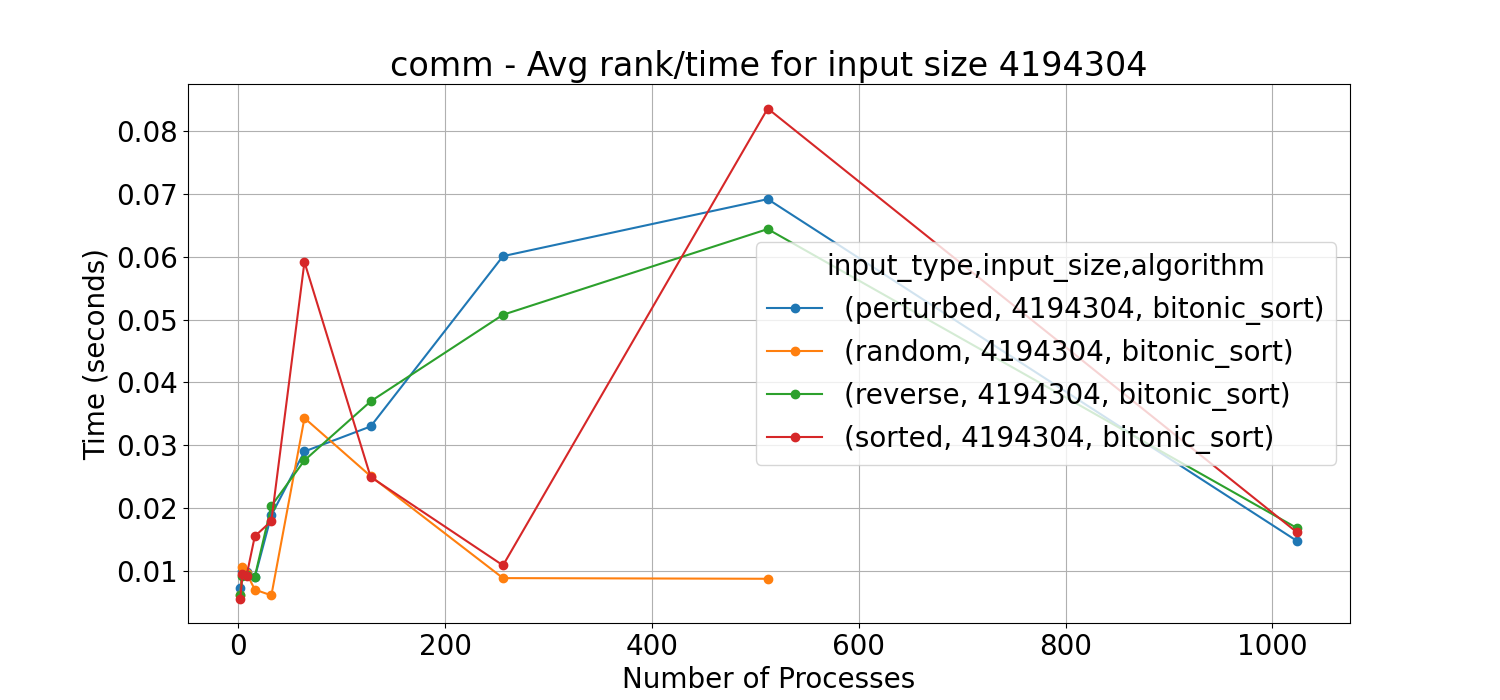 comm - Avg rank/time for input size 4194304
0.08
0.07
0.06
0.05
0.04
0.03
0.02
0.01
Time (seconds)
input_type,input_size,algorithm
(perturbed, 4194304, bitonic_sort)
(random, 4194304, bitonic_sort)
(reverse, 4194304, bitonic_sort)
(sorted, 4194304, bitonic_sort)
0 200 400 600 800 1000
Number of Processes